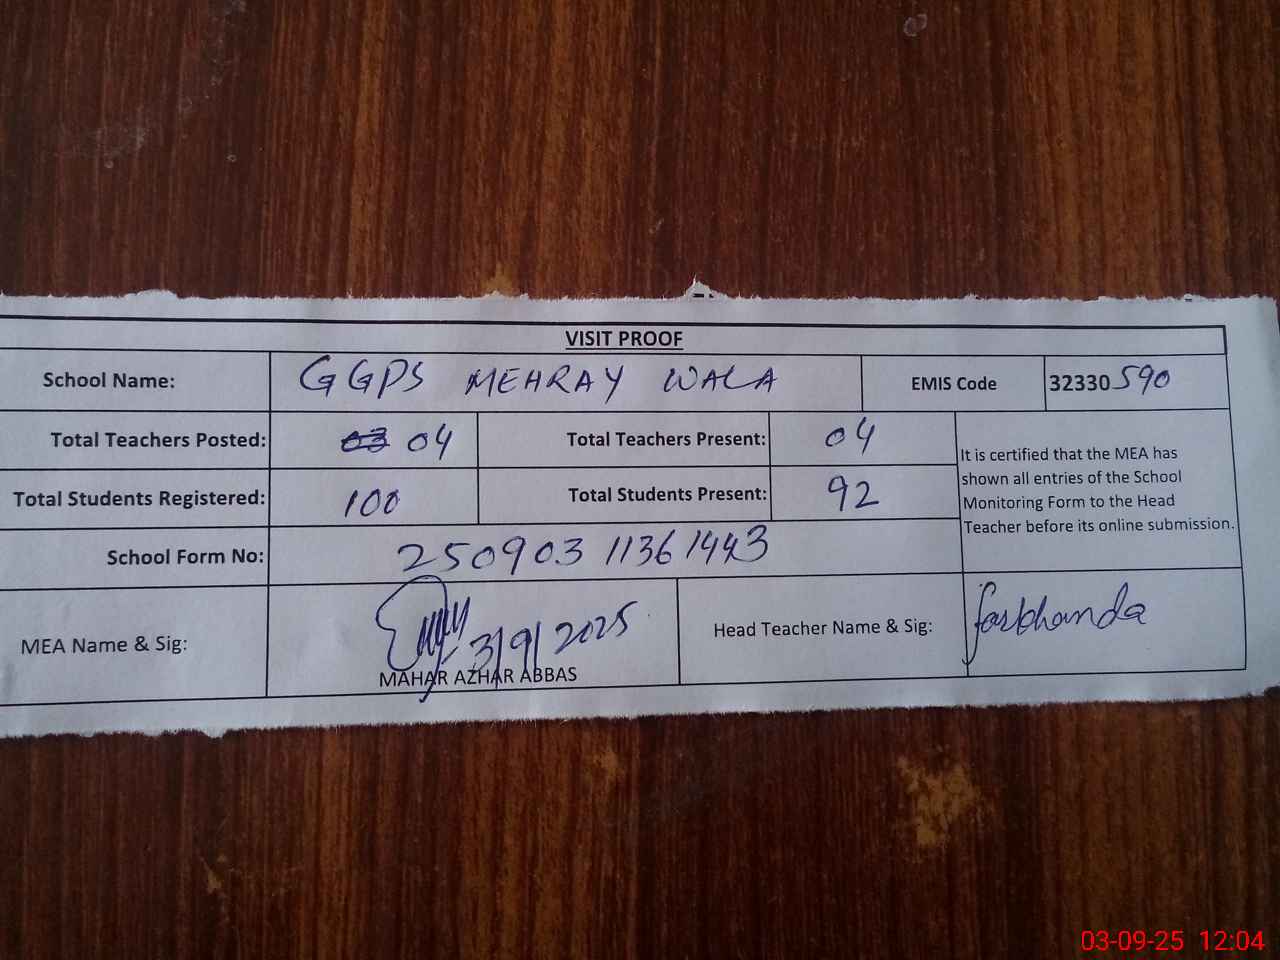 VISIT PROOF
School Name: GGPS MEHRAY WALA EMIS Code 32330590
Total Teachers Posted: 03 04 Total Teachers Present: 04
Total Students Registered: 100 Total Students Present: 92
It is certified that the MEA has
shown all entries of the School
Monitoring Form to the Head
Teacher before its online submission.
School Form No: 250903 11361443
MEA Name & Sig: 3/9/2025
MAHAR AZHAR ABBAS
Head Teacher Name & Sig: farkhanda
03-09-25 12:04